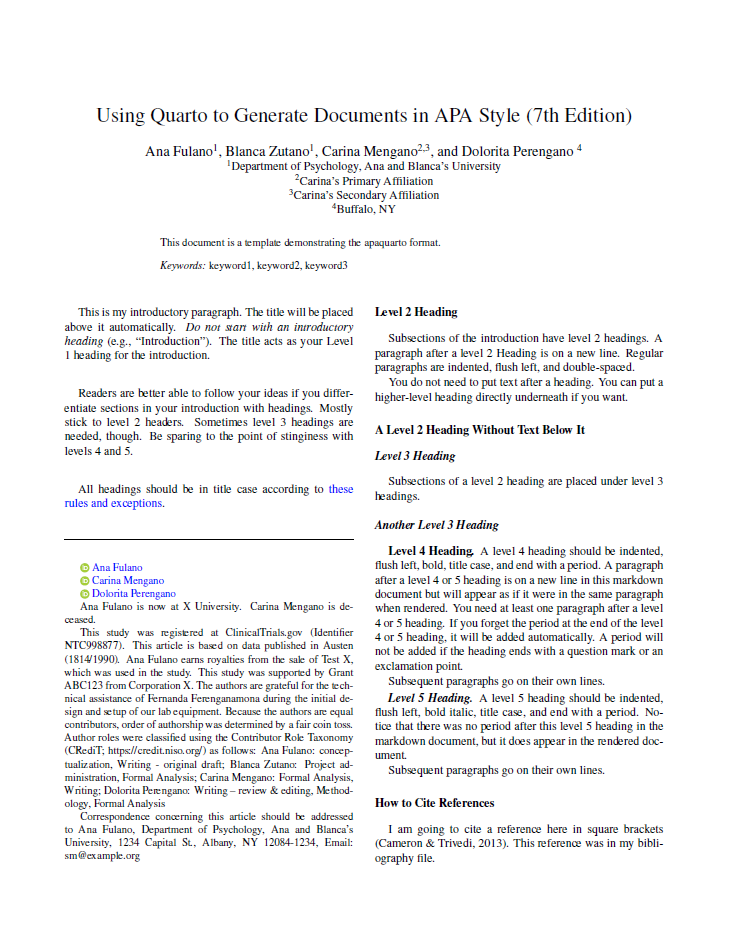 Using Quarto to Generate Documents in APA Style (7th Edition)
Ana Fulano1, Blanca Zutano1, Carina Mengano2,3, and Dolorita Perengano 4
1Department of Psychology, Ana and Blanca's University
2Carina's Primary Affiliation
3Carina's Secondary Affiliation
4Buffalo, NY
This document is a template demonstrating the apaquarto format.
Keywords: keyword1, keyword2, keyword3
This is my introductory paragraph. The title will be placed
above it automatically. Do not start with an introductory
heading (e.g., “Introduction”). The title acts as your Level
1 heading for the introduction.
Readers are better able to follow your ideas if you differ-
entiate sections in your introduction with headings. Mostly
stick to level 2 headers. Sometimes level 3 headings are
needed, though. Be sparing to the point of stinginess with
levels 4 and 5.
All headings should be in title case according to these
rules and exceptions.
Ana Fulano
Carina Mengano
Dolorita Perengano
Ana Fulano is now at X University. Carina Mengano is de-
ceased.
This study was registered at ClinicalTrials.gov (Identifier
NTC998877). This article is based on data published in Austen
(1814/1990). Ana Fulano earns royalties from the sale of Test X,
which was used in the study. This study was supported by Grant
ABC123 from Corporation X. The authors are grateful for the tech-
nical assistance of Fernanda Ferenganamona during the initial de-
sign and setup of our lab equipment. Because the authors are equal
contributors, order of authorship was determined by a fair coin toss.
Author roles were classified using the Contributor Role Taxonomy
(CRediT; https://credit.niso.org/) as follows: Ana Fulano: concep-
tualization, Writing - original draft; Blanca Zutano: Project ad-
ministration, Formal Analysis; Carina Mengano: Formal Analysis,
Writing; Dolorita Perengano: Writing – review & editing, Method-
ology, Formal Analysis
Correspondence concerning this article should be addressed
to Ana Fulano, Department of Psychology, Ana and Blanca's
University, 1234 Capital St., Albany, NY 12084-1234, Email:
sm@example.org
Level 2 Heading
Subsections of the introduction have level 2 headings. A
paragraph after a level 2 Heading is on a new line. Regular
paragraphs are indented, flush left, and double-spaced.
You do not need to put text after a heading. You can put a
higher-level heading directly underneath if you want.
A Level 2 Heading Without Text Below It
Level 3 Heading
Subsections of a level 2 heading are placed under level 3
headings.
Another Level 3 Heading
Level 4 Heading. A level 4 heading should be indented,
flush left, bold, title case, and end with a period. A paragraph
after a level 4 or 5 heading is on a new line in this markdown
document but will appear as if it were in the same paragraph
when rendered. You need at least one paragraph after a level
4 or 5 heading. If you forget the period at the end of the level
4 or 5 heading, it will be added automatically. A period will
not be added if the heading ends with a question mark or an
exclamation point.
Subsequent paragraphs go on their own lines.
Level 5 Heading. A level 5 heading should be indented,
flush left, bold italic, title case, and end with a period. No-
tice that there was no period after this level 5 heading in the
markdown document, but it does appear in the rendered doc-
ument.
Subsequent paragraphs go on their own lines.
How to Cite References
I am going to cite a reference here in square brackets
(Cameron & Trivedi, 2013). This reference was in my bibli-
ography file.